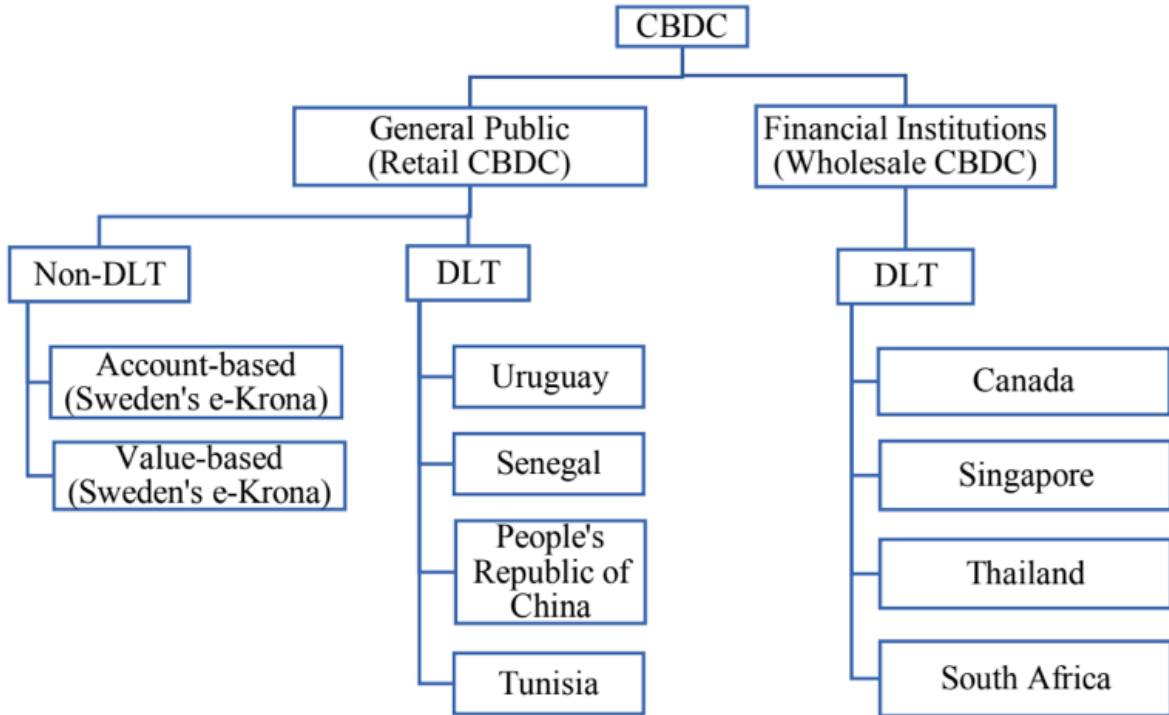 CBDC
General Public
(Retail CBDC)
Financial Institutions
(Wholesale CBDC)
Non-DLT
DLT
DLT
Account-based
(Sweden's e-Krona)
Value-based
(Sweden's e-Krona)
Uruguay
Senegal
People's
Republic of
China
Tunisia
Canada
Singapore
Thailand
South Africa